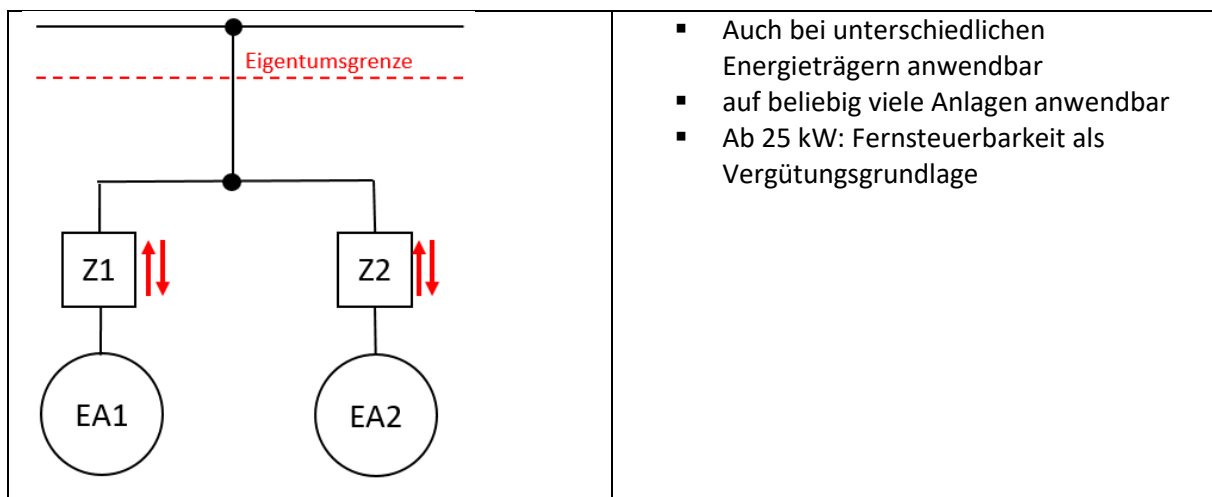 Eigentumsgrenze
Z1
Z2
EA1
EA2
▪ Auch bei unterschiedlichen
Energieträgern anwendbar
▪ auf beliebig viele Anlagen anwendbar
▪ Ab 25 kW: Fernsteuerbarkeit als
Vergütungsgrundlage